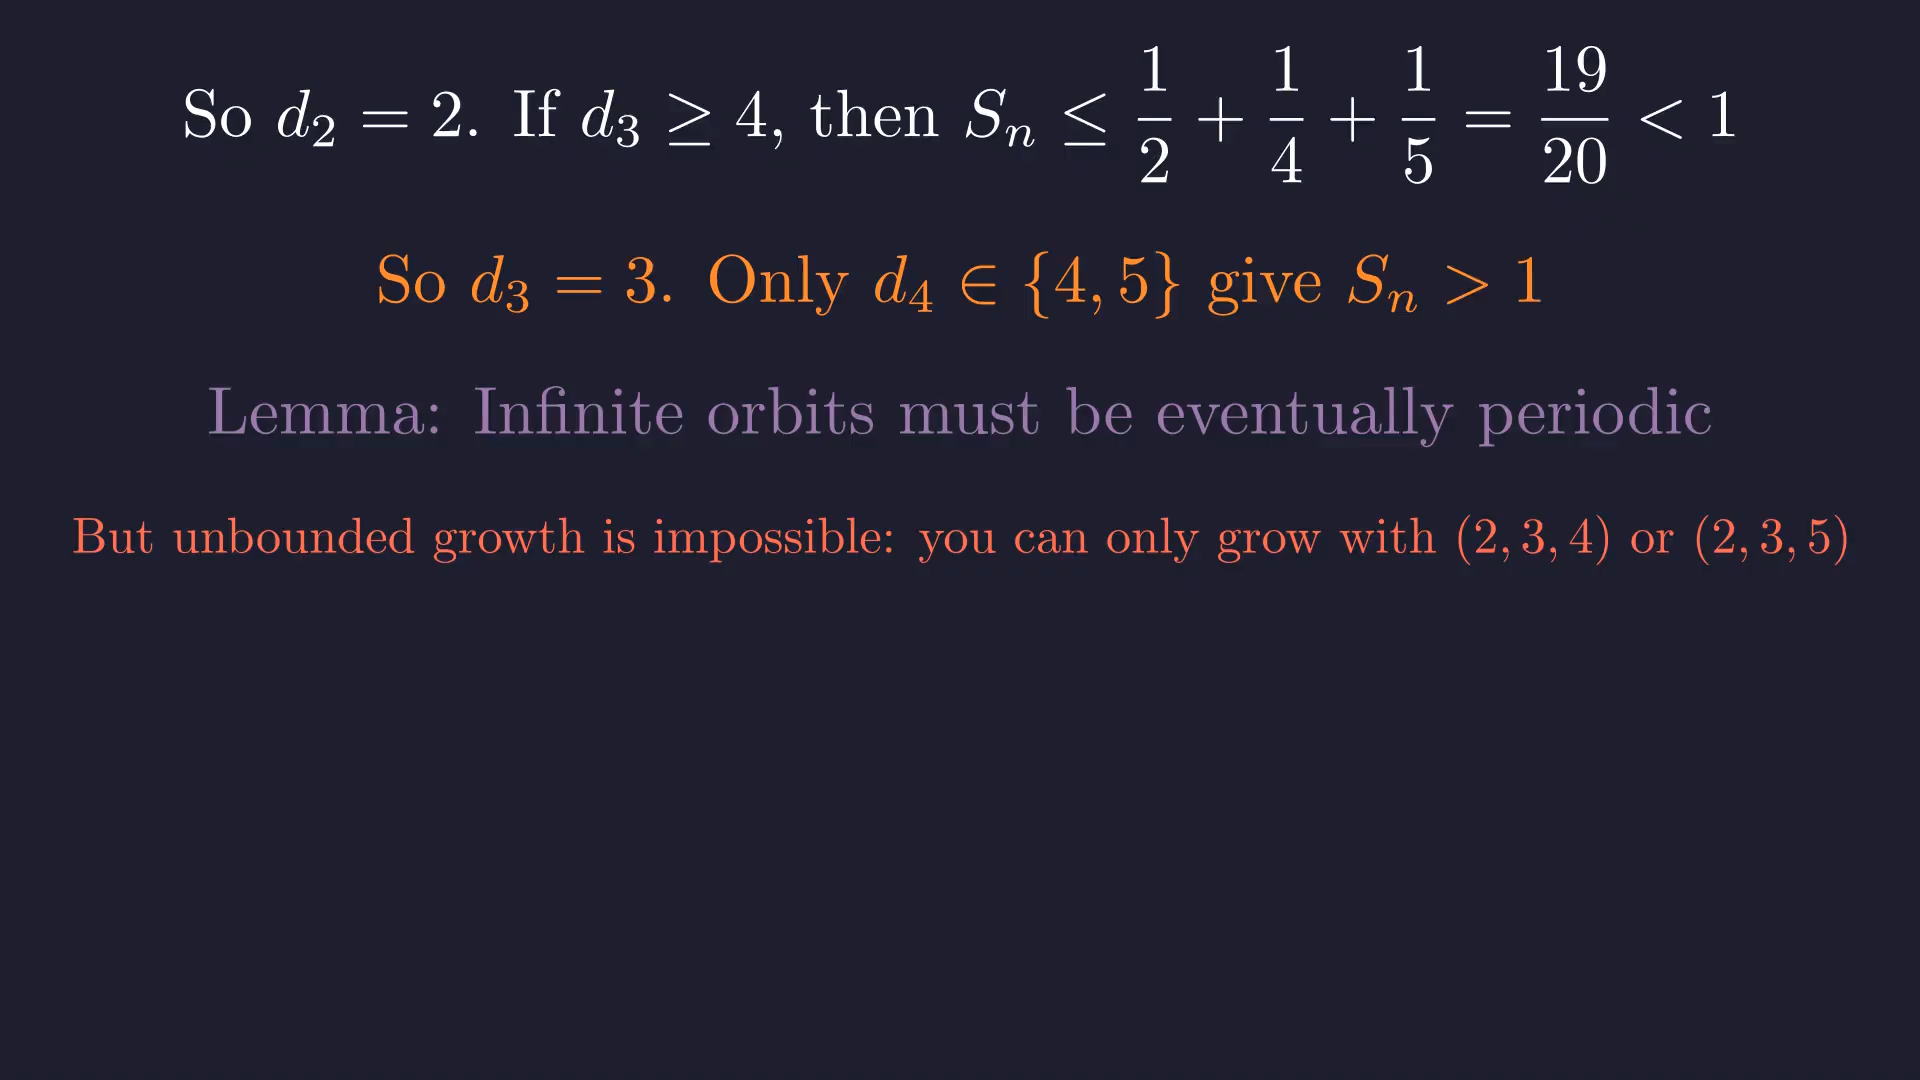 So d₂ = 2. If d₃ ≥ 4, then Sₙ ≤ 1/2 + 1/4 + 1/5 = 19/20 < 1
So d₃ = 3. Only d₄ ∈ {4, 5} give Sₙ > 1
Lemma: Infinite orbits must be eventually periodic
But unbounded growth is impossible: you can only grow with (2, 3, 4) or (2, 3, 5)